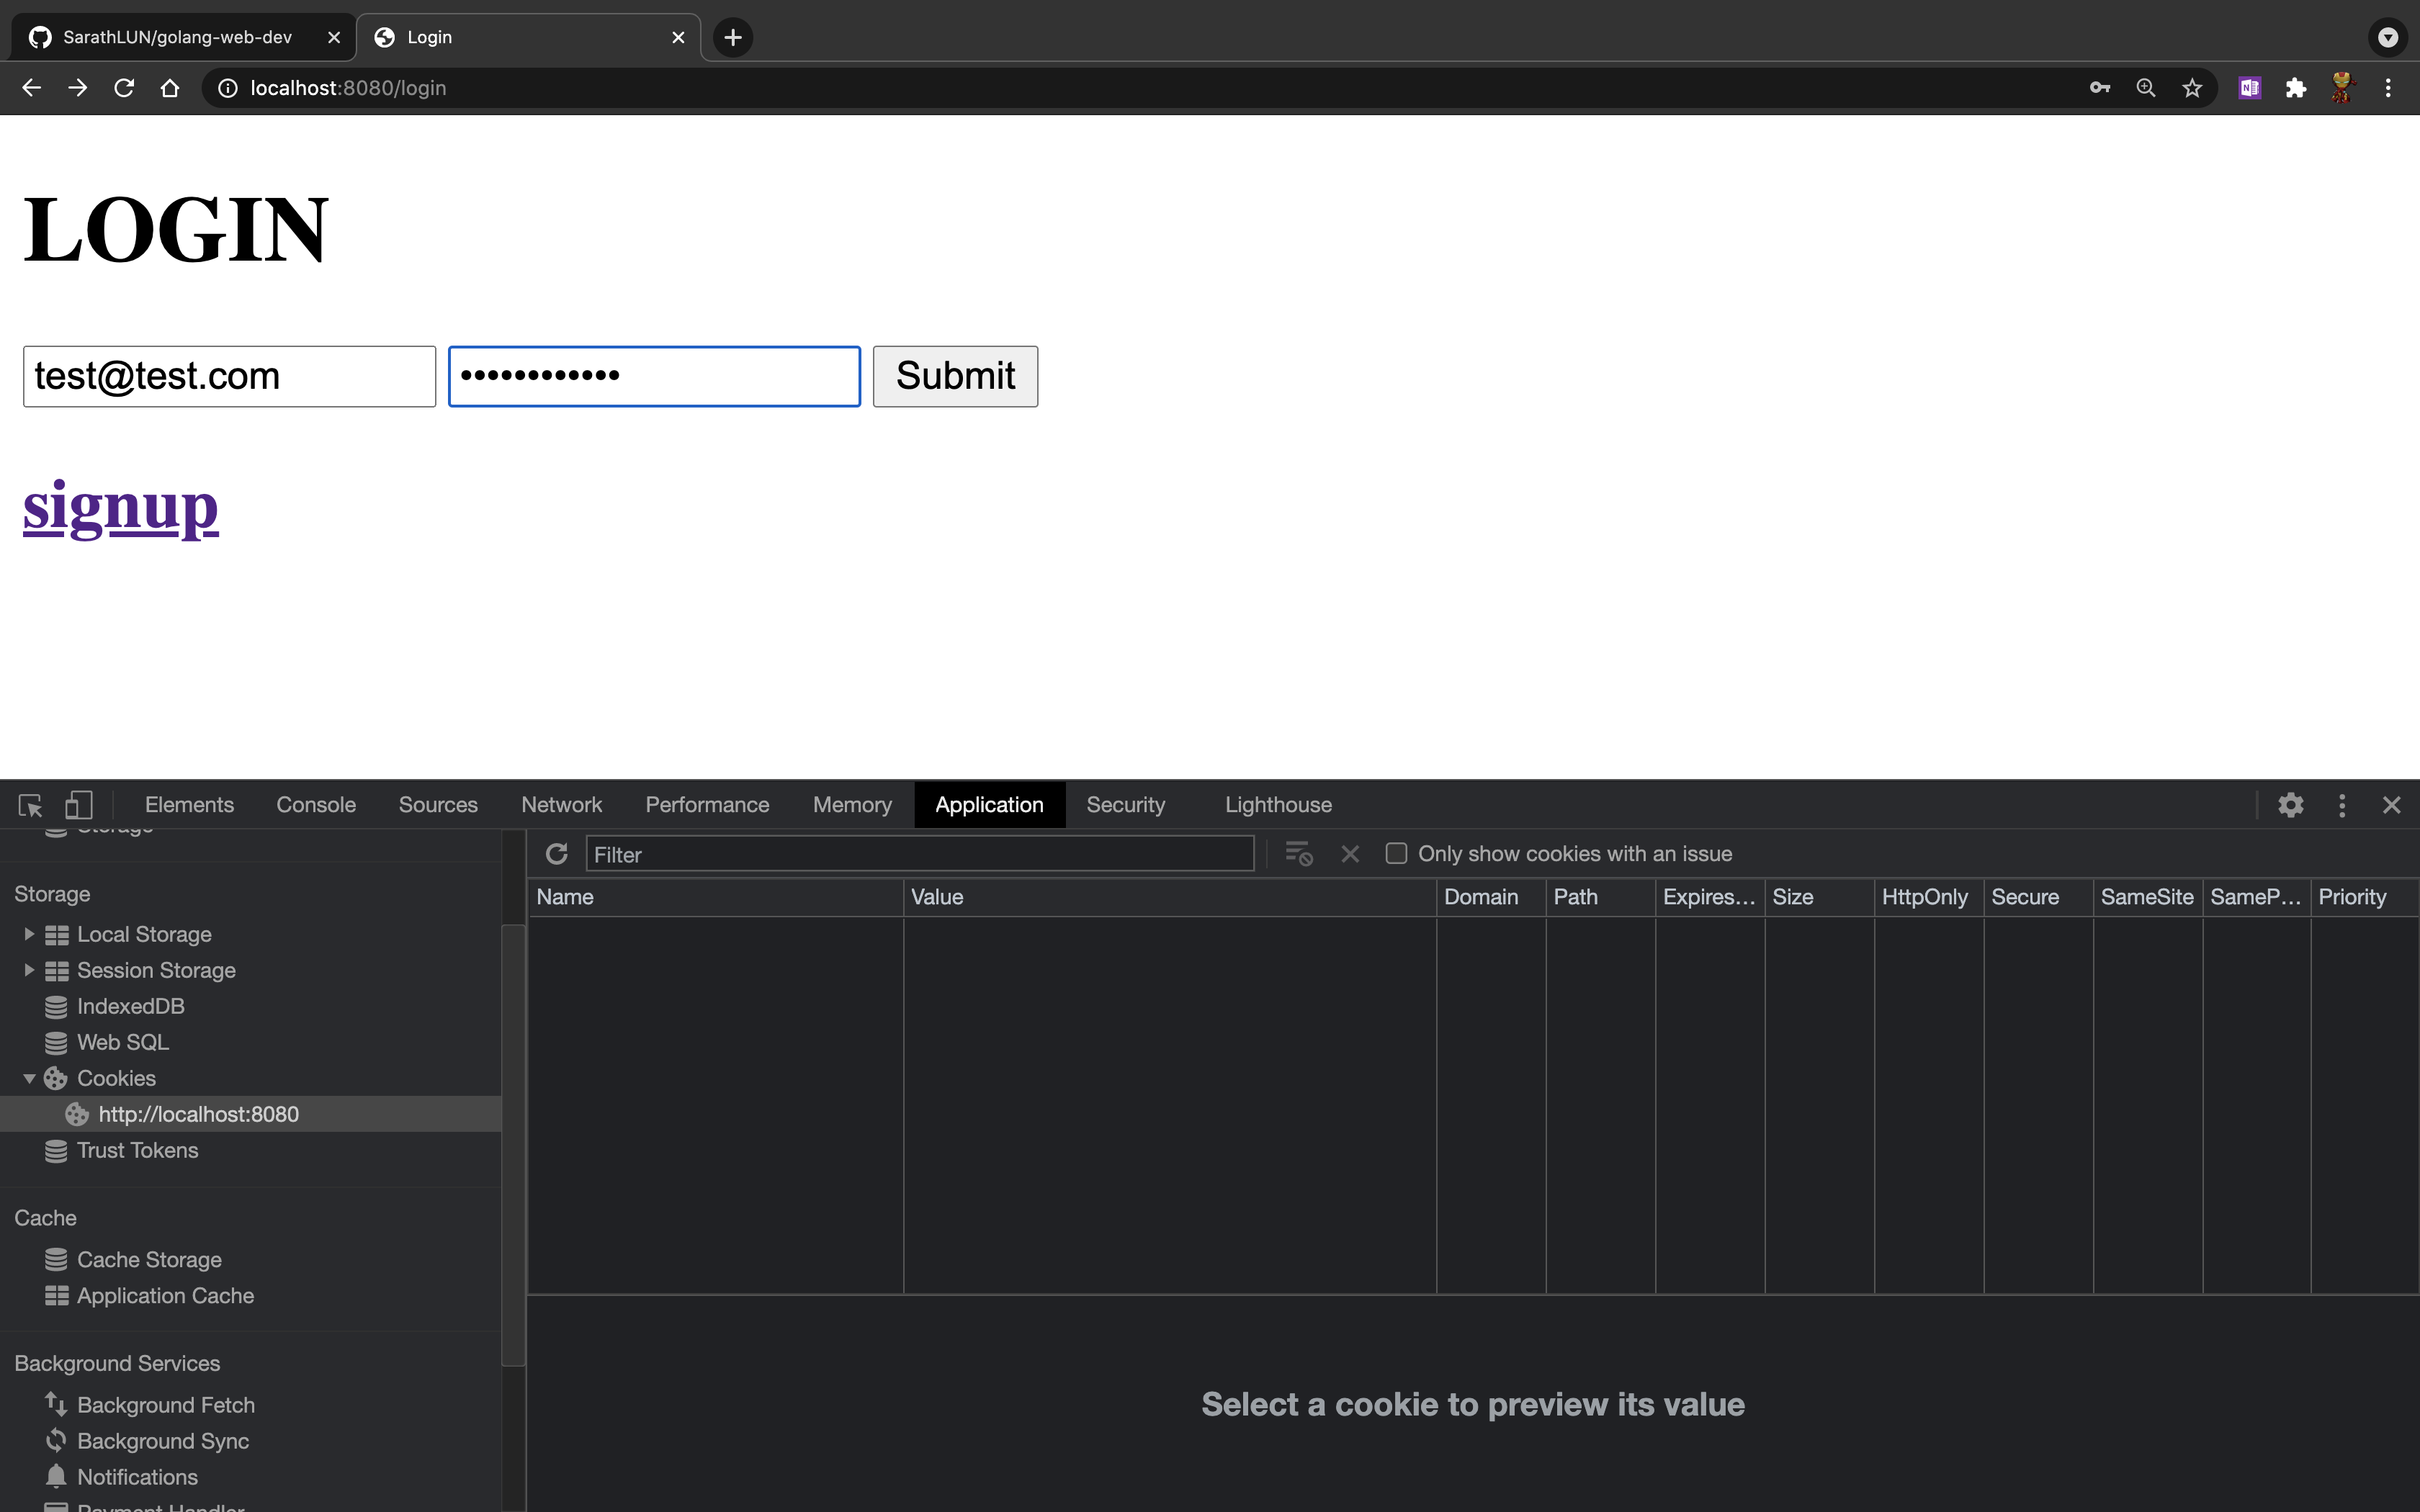 SarathLUN/golang-web-dev
Login
localhost:8080/login
LOGIN
test@test.com
••••••••••••
Submit
signup
Elements Console Sources Network Performance Memory Application Security Lighthouse
Storage
Filter
Only show cookies with an issue
Name Value Domain Path Expires… Size HttpOnly Secure SameSite SameP… Priority
Storage
Local Storage
Session Storage
IndexedDB
Web SQL
Cookies
http://localhost:8080
Trust Tokens
Cache
Cache Storage
Application Cache
Background Services
Background Fetch
Background Sync
Notifications
Payment Handler
Select a cookie to preview its value